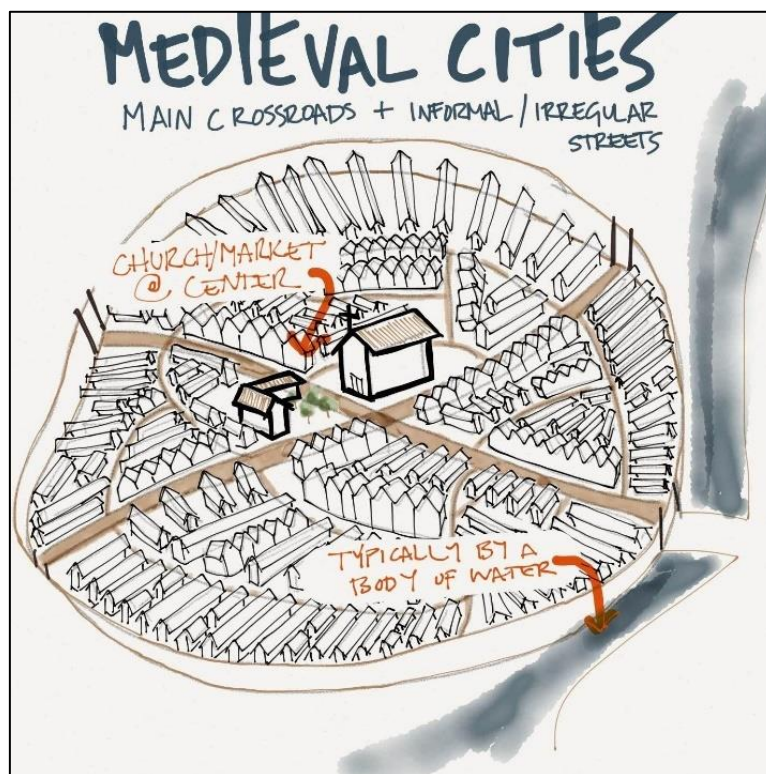 MEDIEVAL CITIES
MAIN CROSSROADS + INFORMAL/IRREGULAR
STREETS
CHURCH/MARKET
@ CENTER
TYPICALLY BY A
BODY OF WATER